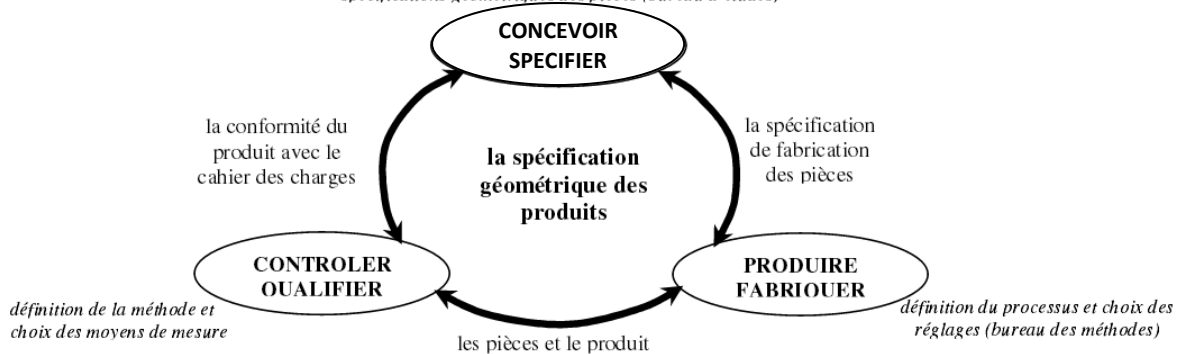 CONCEVOIR
SPECIFIER
la conformité du
produit avec le
cahier des charges
la spécification
géométrique des
produits
la spécification
de fabrication
des pièces
CONTROLER
QUALIFIER
PRODUIRE
FABRIQUER
définition de la méthode et
choix des moyens de mesure
définition du processus et choix des
réglages (bureau des méthodes)
les pièces et le produit